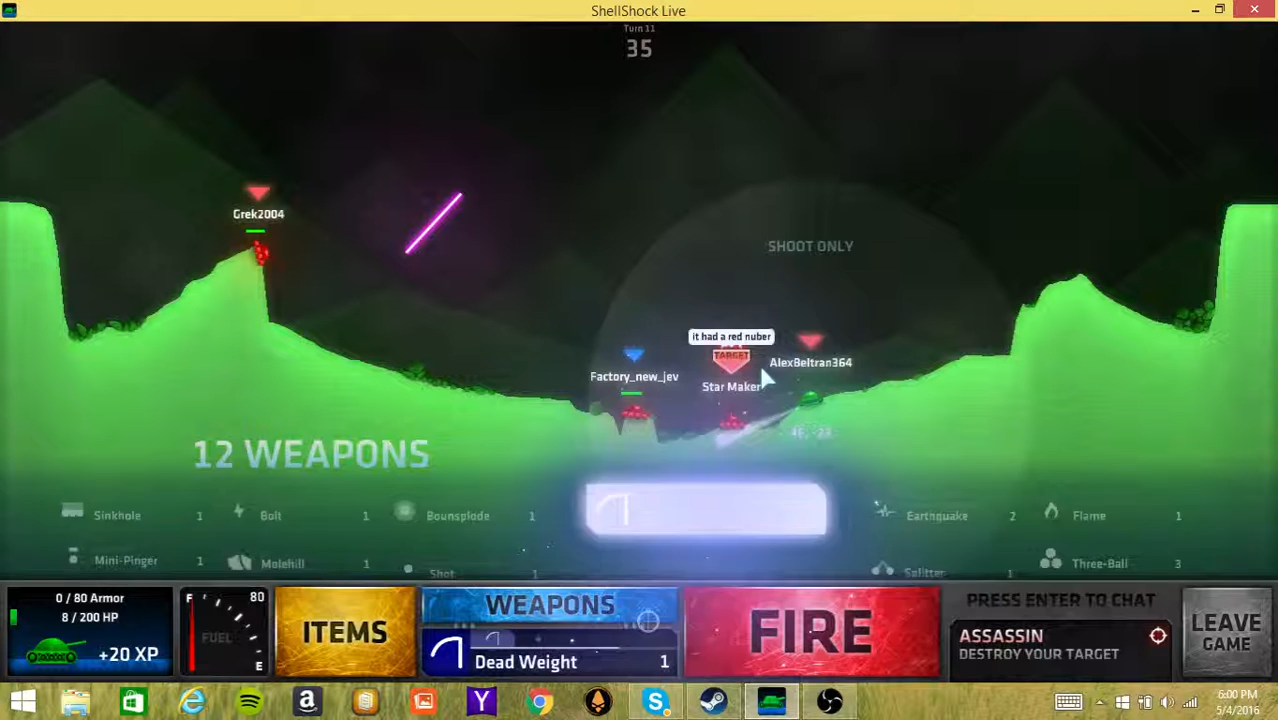 ShellShock Live
Turn 11
35
Grek2004
SHOOT ONLY
it had a red nuber
TARGET
AlexBeltran364
Factory_new_jev
Star Maker
12 WEAPONS
Sinkhole 1
Bolt 1
Bounsplode 1
Earthquake 2
Flame 1
Mini-Pinger 1
Molehill 1
Shot 1
Splitter 1
Three-Ball 3
0 / 80 Armor
8 / 200 HP
+20 XP
F 80
FUEL
E
ITEMS
WEAPONS
Dead Weight 1
FIRE
PRESS ENTER TO CHAT
ASSASSIN
DESTROY YOUR TARGET
LEAVE
GAME
6:00 PM
5/4/2016